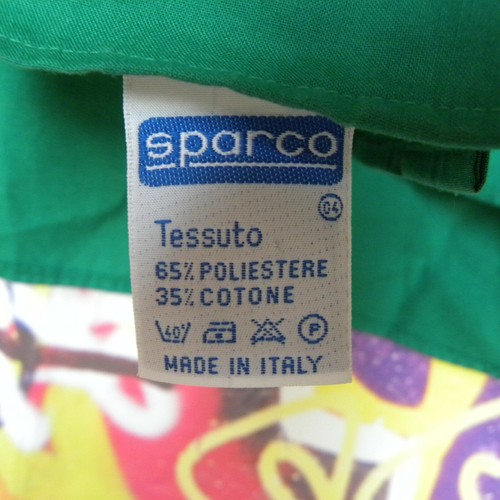 sparco
04
Tessuto
65% POLIESTERE
35% COTONE
40 P
MADE IN ITALY